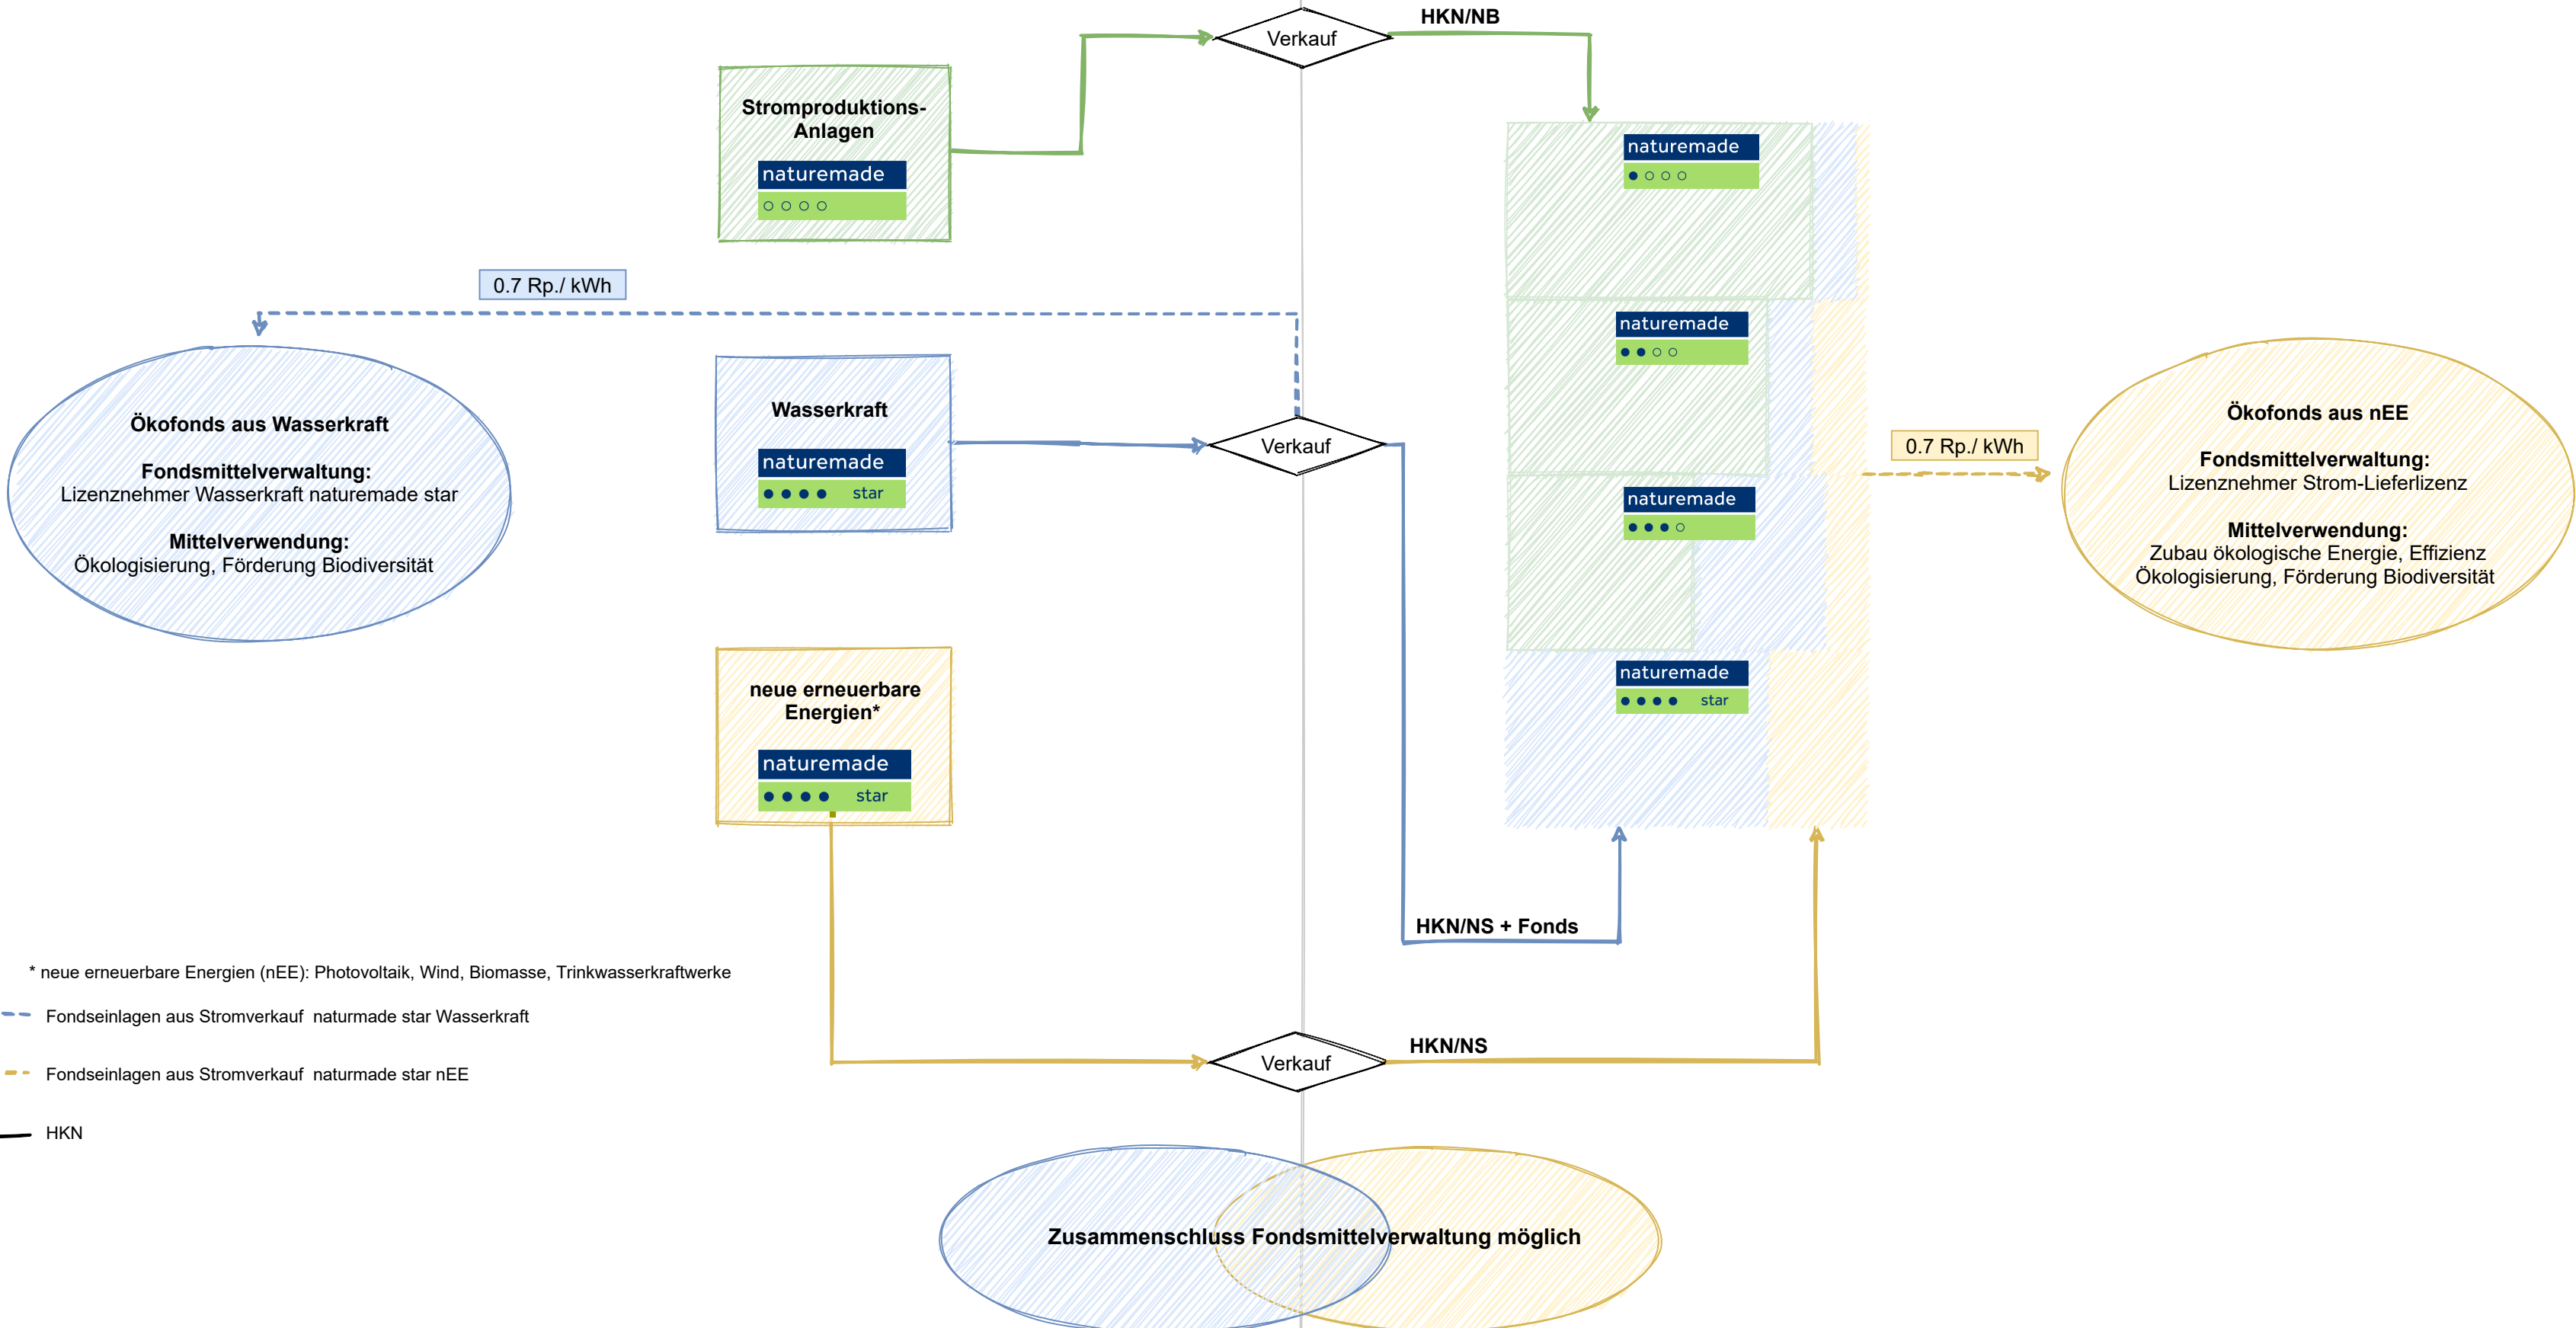 HKN/NB
Verkauf
Stromproduktions-
Anlagen
naturemade
naturemade
0.7 Rp./ kWh
naturemade
Ökofonds aus Wasserkraft
Fondsmittelverwaltung:
Lizenznehmer Wasserkraft naturemade star
Mittelverwendung:
Ökologisierung, Förderung Biodiversität
Wasserkraft
naturemade
star
Verkauf
naturemade
0.7 Rp./ kWh
Ökofonds aus nEE
Fondsmittelverwaltung:
Lizenznehmer Strom-Lieferlizenz
Mittelverwendung:
Zubau ökologische Energie, Effizienz
Ökologisierung, Förderung Biodiversität
neue erneuerbare
Energien*
naturemade
star
naturemade
star
HKN/NS + Fonds
* neue erneuerbare Energien (nEE): Photovoltaik, Wind, Biomasse, Trinkwasserkraftwerke
Fondseinlagen aus Stromverkauf  naturmade star Wasserkraft
Fondseinlagen aus Stromverkauf  naturmade star nEE
HKN
Verkauf
HKN/NS
Zusammenschluss Fondsmittelverwaltung möglich